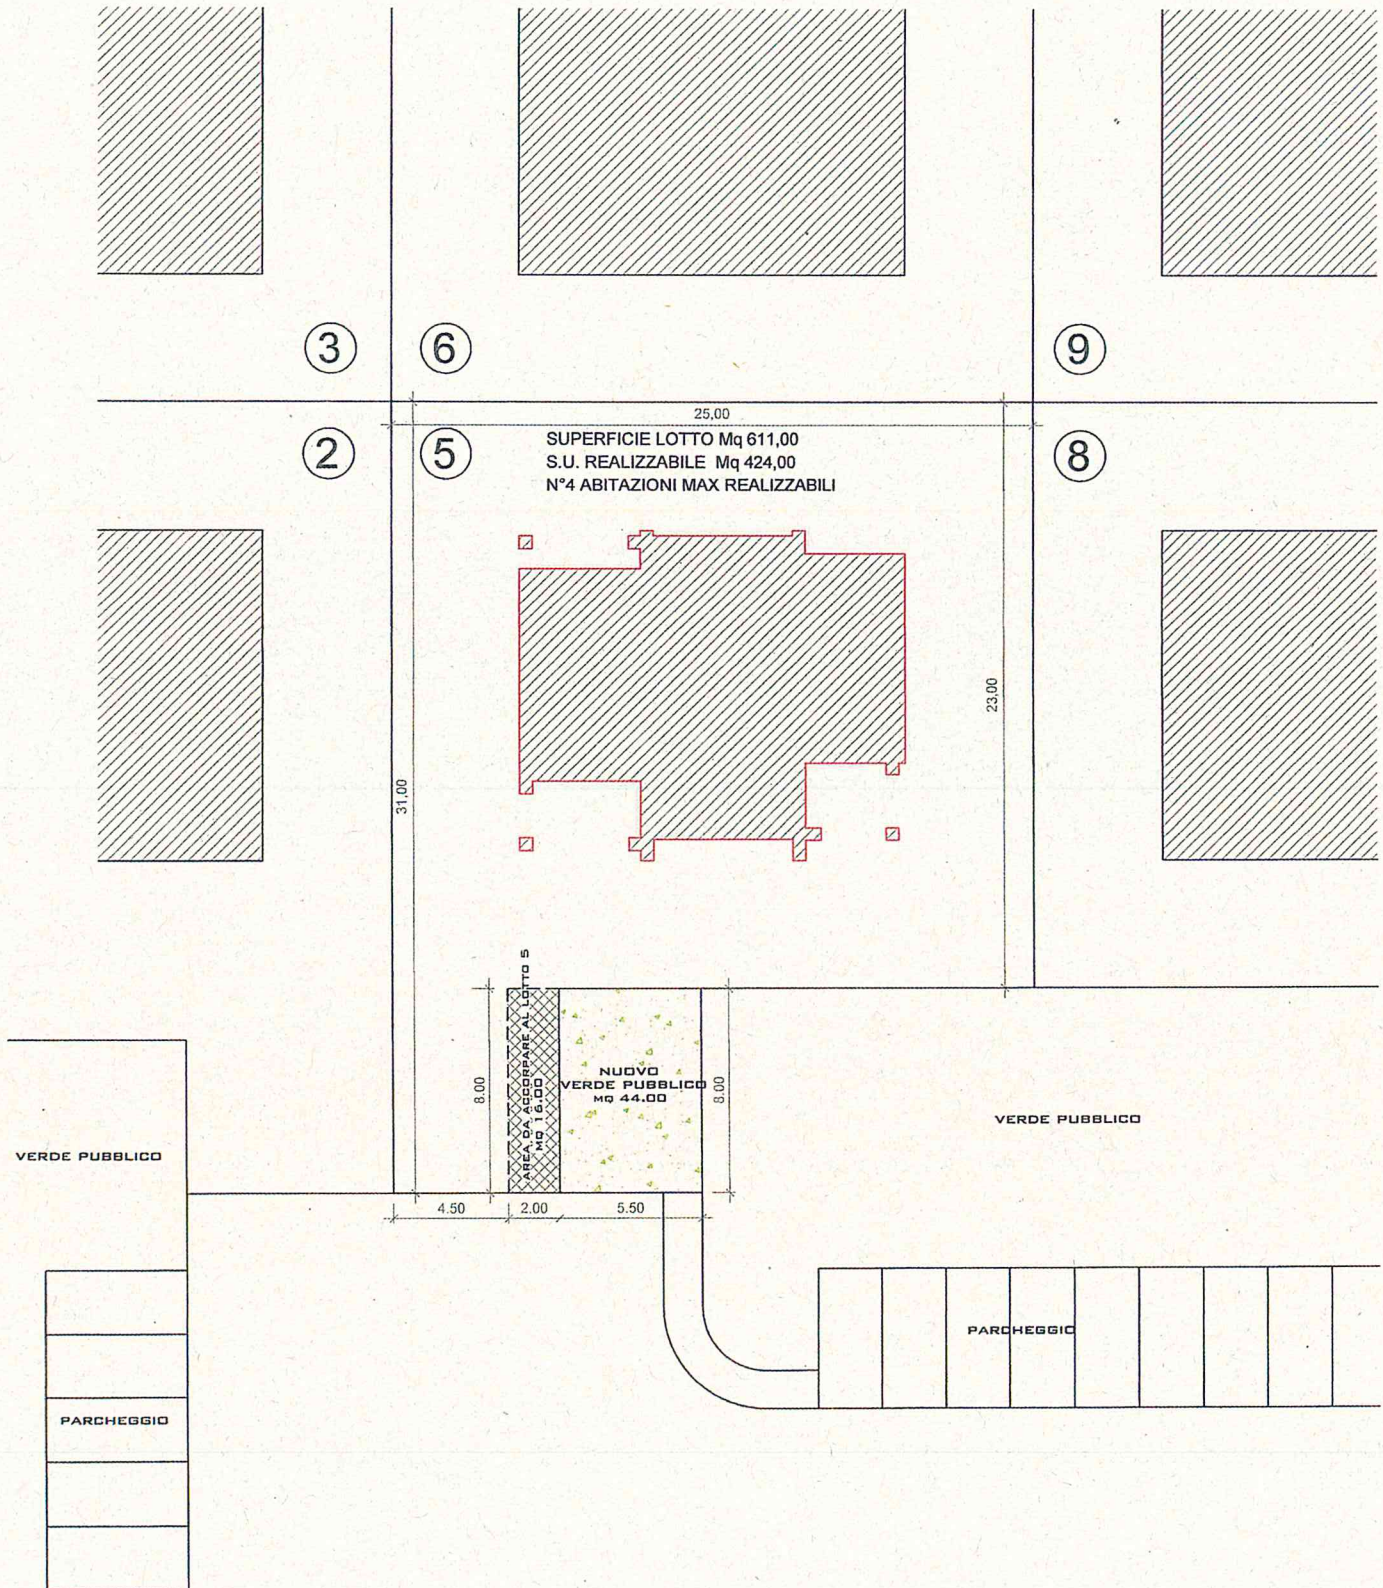 3
6
9
25,00
2
5
8
SUPERFICIE LOTTO Mq 611,00
S.U. REALIZZABILE Mq 424,00
N°4 ABITAZIONI MAX REALIZZABILI
23,00
31,00
AREA DA ACCORPARE AL LOTTO 5
MQ 16.00
8.00
NUOVO
VERDE PUBBLICO
MQ 44.00
8.00
VERDE PUBBLICO
VERDE PUBBLICO
4.50
2.00
5.50
PARCHEGGIO
PARCHEGGIO